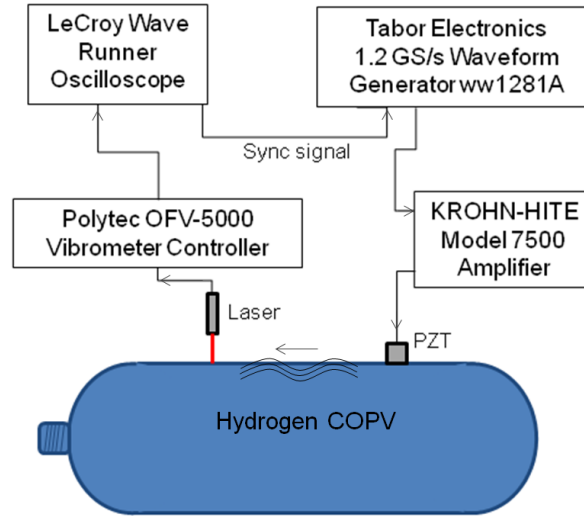 LeCroy Wave
Runner
Oscilloscope
Tabor Electronics
1.2 GS/s Waveform
Generator ww1281A
Sync signal
Polytec OFV-5000
Vibrometer Controller
KROHN-HITE
Model 7500
Amplifier
Laser
PZT
Hydrogen COPV